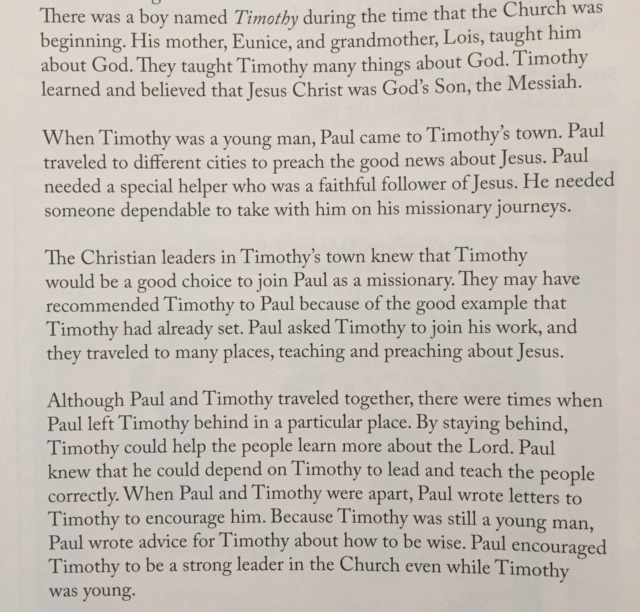 There was a boy named Timothy during the time that the Church was
beginning. His mother, Eunice, and grandmother, Lois, taught him
about God. They taught Timothy many things about God. Timothy
learned and believed that Jesus Christ was God's Son, the Messiah.
When Timothy was a young man, Paul came to Timothy's town. Paul
traveled to different cities to preach the good news about Jesus. Paul
needed a special helper who was a faithful follower of Jesus. He needed
someone dependable to take with him on his missionary journeys.
The Christian leaders in Timothy's town knew that Timothy
would be a good choice to join Paul as a missionary. They may have
recommended Timothy to Paul because of the good example that
Timothy had already set. Paul asked Timothy to join his work, and
they traveled to many places, teaching and preaching about Jesus.
Although Paul and Timothy traveled together, there were times when
Paul left Timothy behind in a particular place. By staying behind,
Timothy could help the people learn more about the Lord. Paul
knew that he could depend on Timothy to lead and teach the people
correctly. When Paul and Timothy were apart, Paul wrote letters to
Timothy to encourage him. Because Timothy was still a young man,
Paul wrote advice for Timothy about how to be wise. Paul encouraged
Timothy to be a strong leader in the Church even while Timothy
was young.